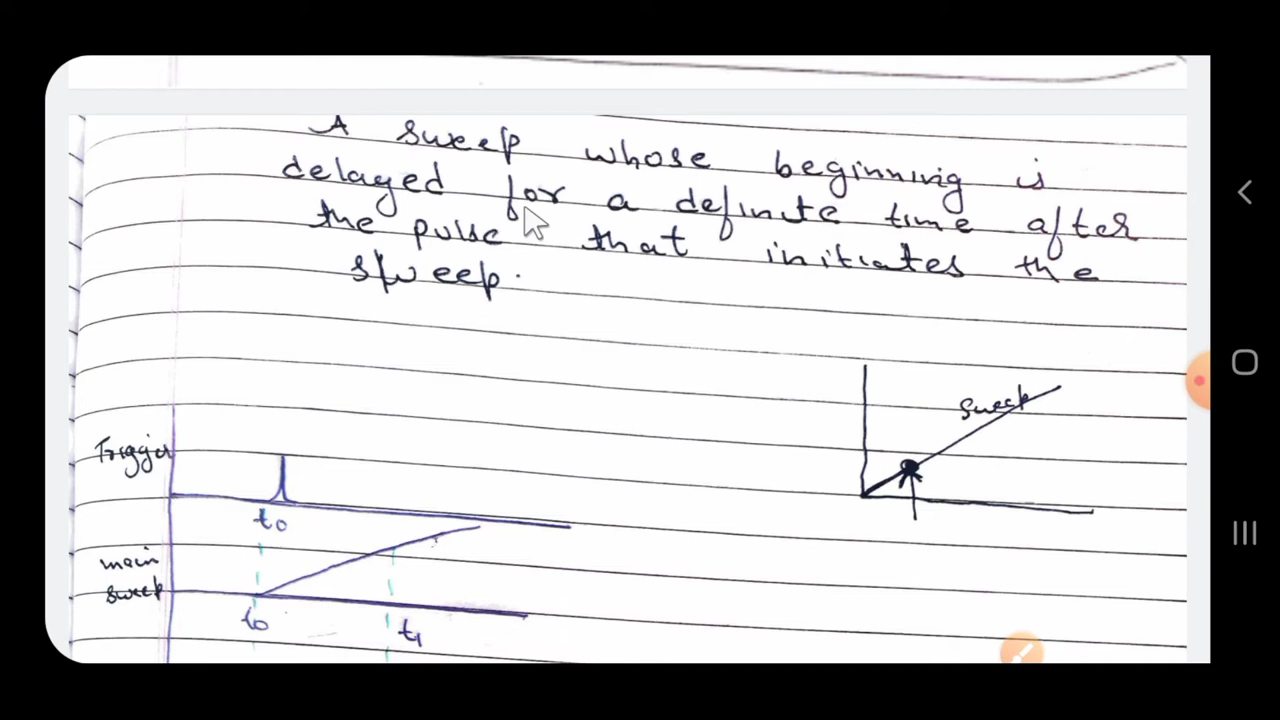 A sweep whose beginning is
delayed for a definite time after
the pulse that initiates the
sweep.
sweep
Trigger
t₀
main
sweep
t₀
t₁